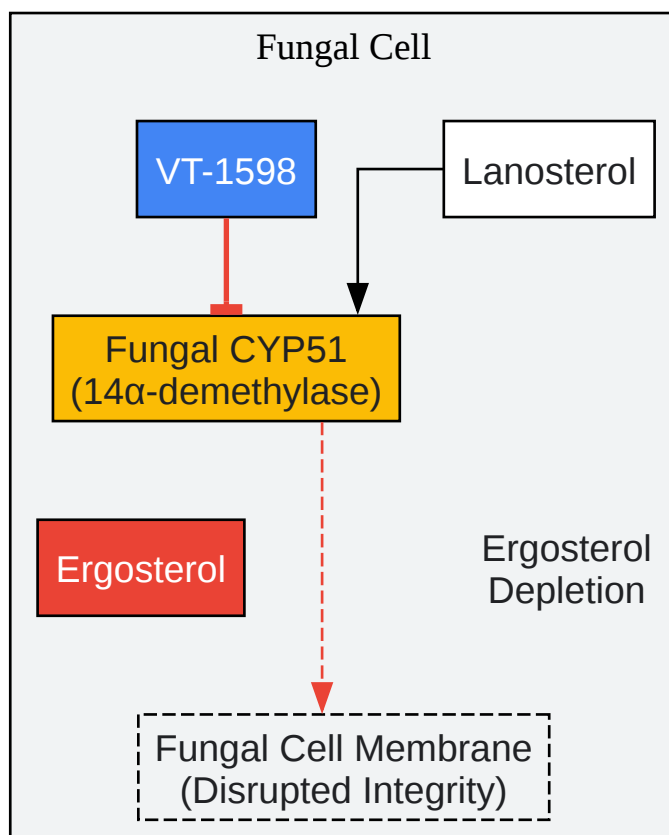 Fungal Cell
VT-1598
Lanosterol
Fungal CYP51
(14α-demethylase)
Ergosterol
Ergosterol
Depletion
Fungal Cell Membrane
(Disrupted Integrity)